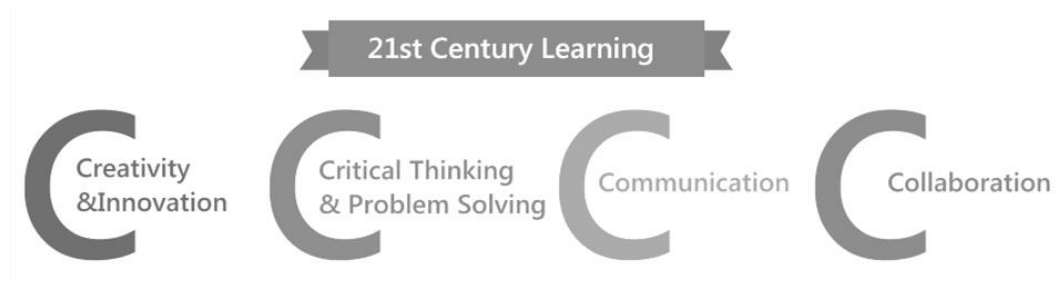 21st Century Learning
Creativity
&Innovation
Critical Thinking
& Problem Solving
Communication
Collaboration